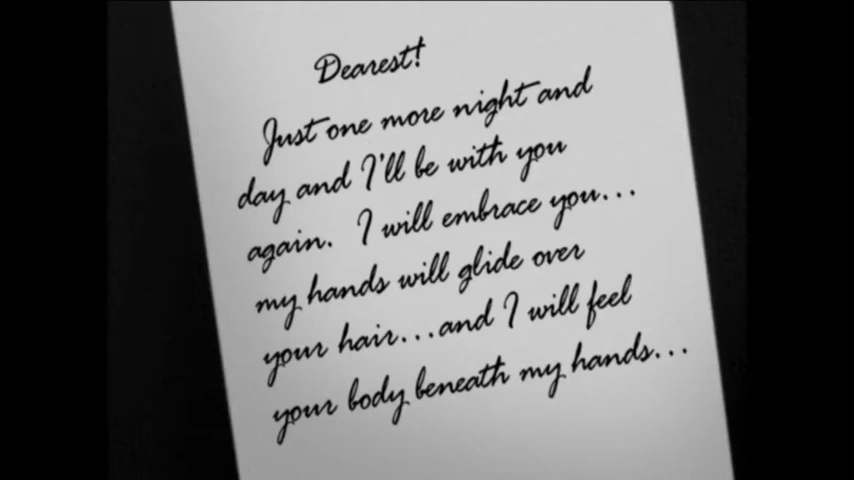 Dearest!
Just one more night and
day and I'll be with you
again. I will embrace you...
my hands will glide over
your hair...and I will feel
your body beneath my hands...